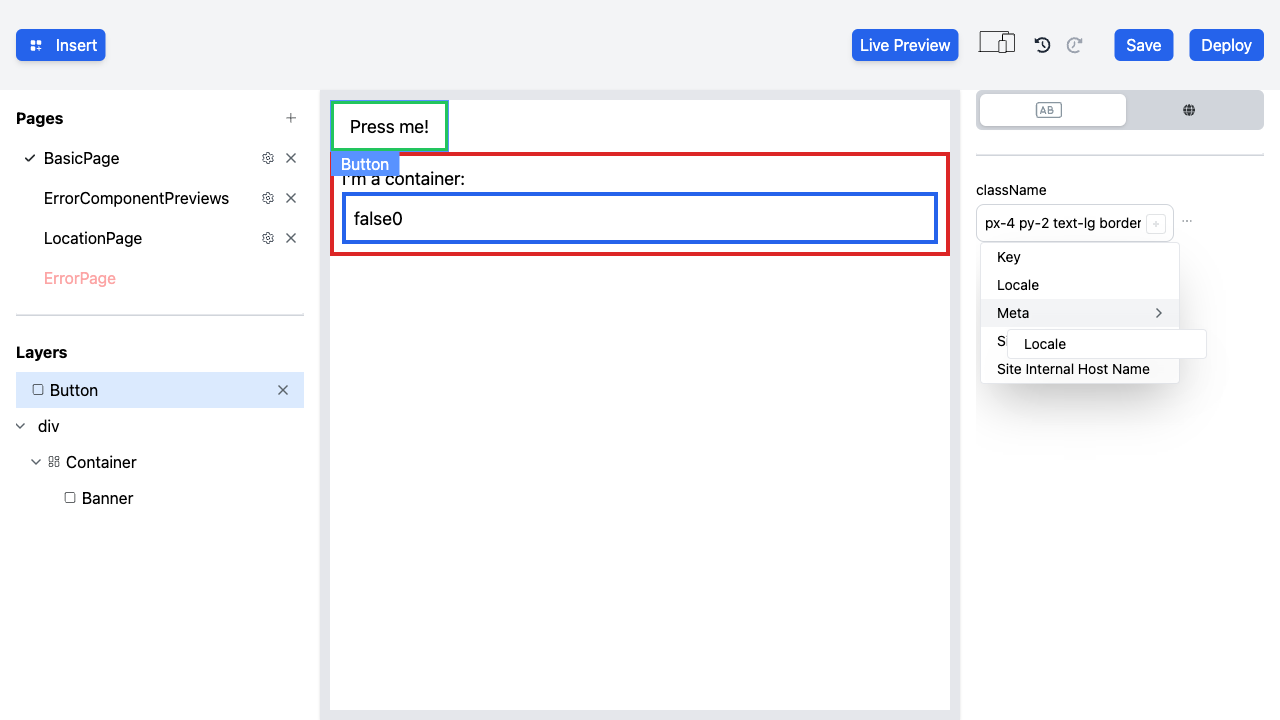 Insert
Live Preview
Save
Deploy
Pages
BasicPage
ErrorComponentPreviews
LocationPage
ErrorPage
Layers
Button
div
Container
Banner
Press me!
Button
I'm a container:
false0
AB
className
px-4 py-2 text-lg border
Key
Locale
Meta
Locale
Site Internal Host Name